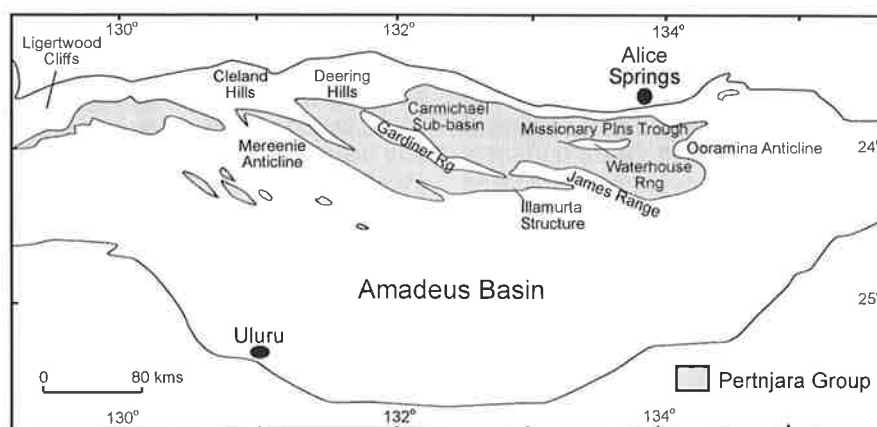 130°
132°
134°
Ligertwood
Cliffs
Cleland
Hills
Deering
Hills
Alice
Springs
Carmichael
Sub-basin
Missionary Plns Trough
Mereenie
Anticline
Gardiner Rg
Ooramina Anticline
24°
Waterhouse
Rng
James Range
Illamurta
Structure
Amadeus Basin
25°
Uluru
0 80 kms
Pertnjara Group
130°
132°
134°